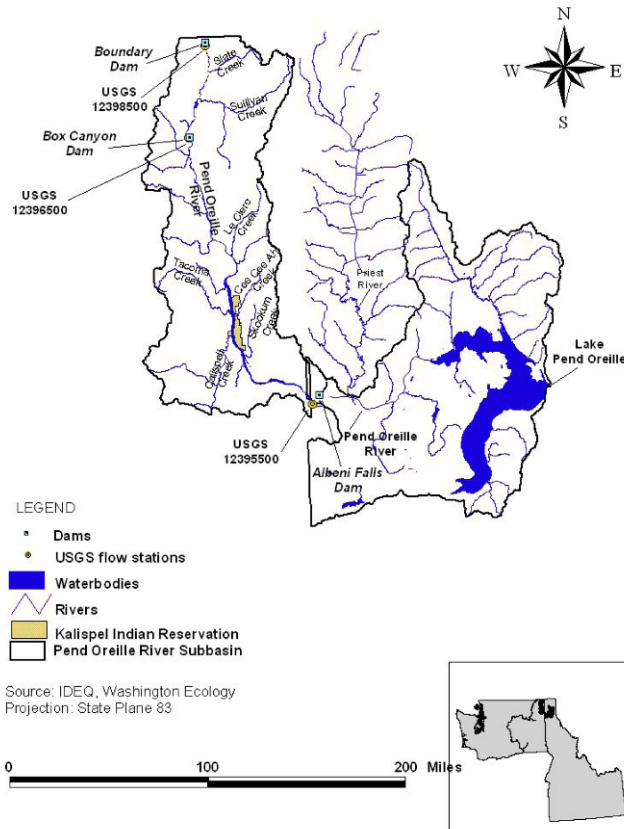 N
W E
S
Boundary
Dam
Slate
Creek
USGS
12398500
Sullivan
Creek
Box Canyon
Dam
USGS
12396500
Pend Oreille
River
Le Clerc
Creek
Cee Cee Ah
Creek
Tacoma
Creek
Skookum
Creek
Calispell
Creek
Priest
River
Lake
Pend Oreille
USGS
12395500
Pend Oreille
River
Albeni Falls
Dam
LEGEND
Dams
USGS flow stations
Waterbodies
Rivers
Kalispel Indian Reservation
Pend Oreille River Subbasin
Source: IDEQ, Washington Ecology
Projection: State Plane 83
0 100 200 Miles